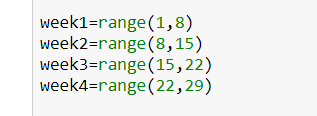 week1=range(1,8)
week2=range(8,15)
week3=range(15,22)
week4=range(22,29)